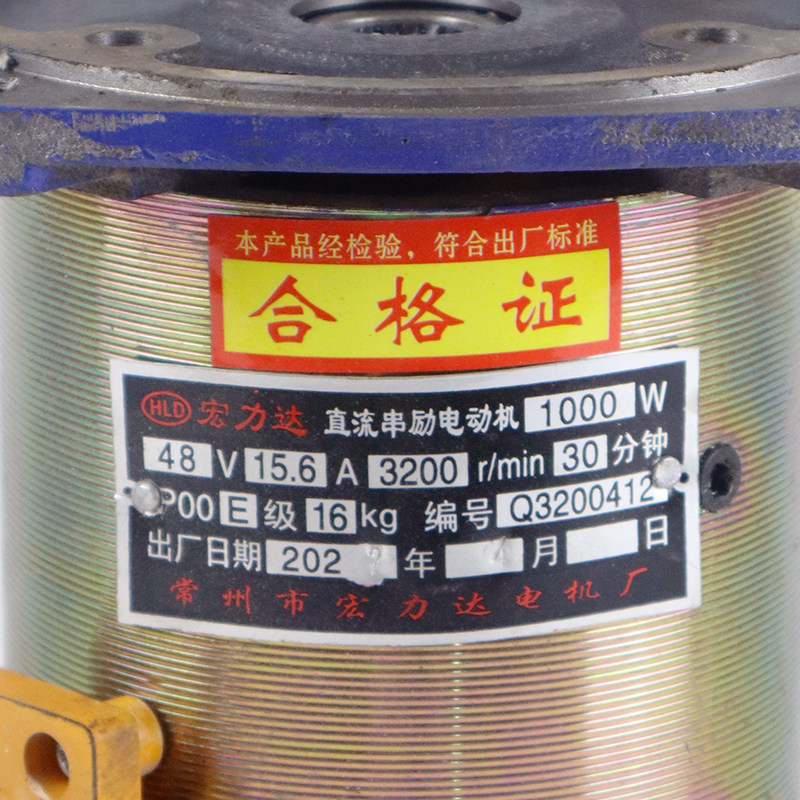 本产品经检验，符合出厂标准
合格证
HLD 宏力达 直流串励电动机 1000 W
48 V 15.6 A 3200 r/min 30 分钟
P00 E 级 16 kg 编号 Q3200412
出厂日期 202 年 月 日
常州市宏力达电机厂